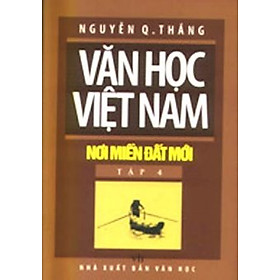 NGUYỄN Q. THẮNG
VĂN HỌC
VIỆT NAM
NƠI MIỀN ĐẤT MỚI
TẬP 4
NHÀ XUẤT BẢN VĂN HỌC